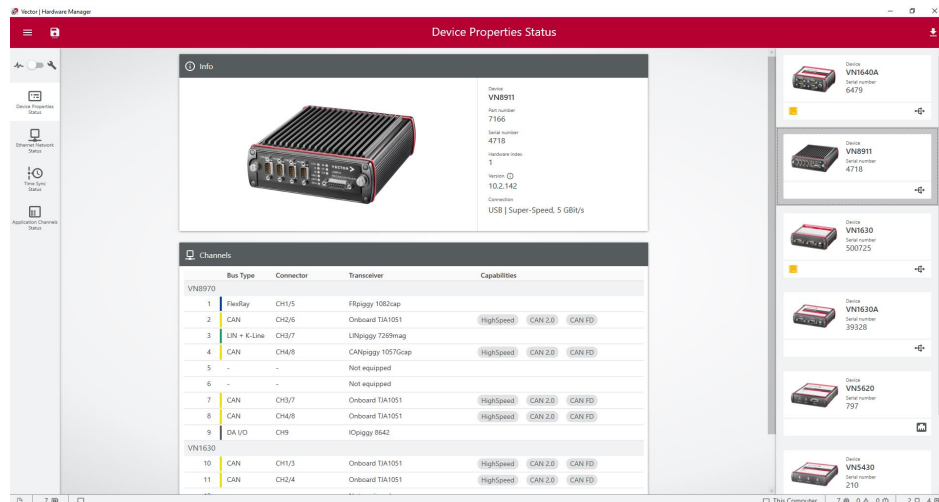 Vector | Hardware Manager
Device Properties Status
Info
Device Properties
Status
Ethernet Network
Status
Time Sync
Status
Application Channels
Status
VECTOR
Device
VN8911
Part number
7166
Serial number
4718
Hardware Index
1
Version
10.2.142
Connection
USB | Super-Speed, 5 GBit/s
Channels
Bus Type Connector Transceiver Capabilities
VN8970
1 FlexRay CH1/5 FRpiggy 1082cap
2 CAN CH2/6 Onboard TJA1051 HighSpeed CAN 2.0 CAN FD
3 LIN + K-Line CH3/7 LINpiggy 7269mag
4 CAN CH4/8 CANpiggy 1057Gcap HighSpeed CAN 2.0 CAN FD
5 - - Not equipped
6 - - Not equipped
7 CAN CH3/7 Onboard TJA1051 HighSpeed CAN 2.0 CAN FD
8 CAN CH4/8 Onboard TJA1051 HighSpeed CAN 2.0 CAN FD
9 DA I/O CH9 IOpiggy 8642
VN1630
10 CAN CH1/3 Onboard TJA1051 HighSpeed CAN 2.0 CAN FD
11 CAN CH2/4 Onboard TJA1051 HighSpeed CAN 2.0 CAN FD
Device
VN1640A
Serial number
6479
Device
VN8911
Serial number
4718
Device
VN1630
Serial number
500725
Device
VN1630A
Serial number
39328
Device
VN5620
Serial number
797
Device
VN5430
Serial number
210
7
This Computer 7 0 0 2 4